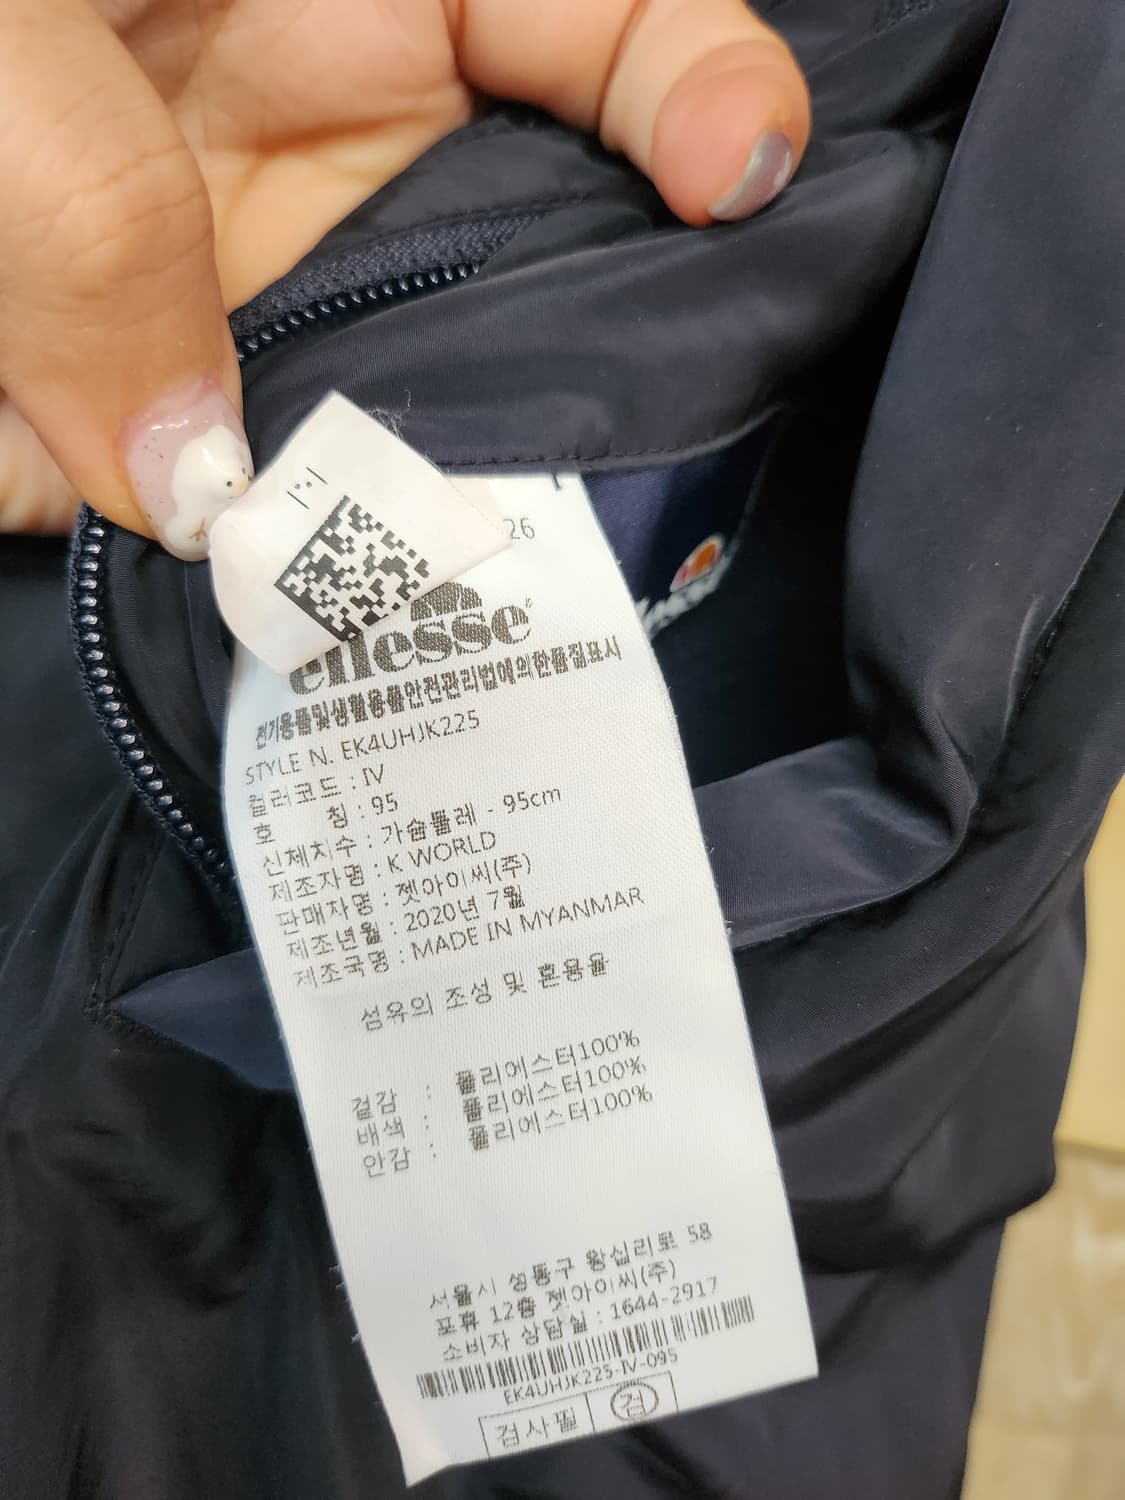 26
ellesse
전기용품및생활용품안전관리법에의한품질표시
STYLE N. EK4UHJK225
컬러코드 : IV
호 칭 : 95
신체치수 : 가슴둘레 - 95cm
제조자명 : K WORLD
판매자명 : 젯아이씨(주)
제조년월 : 2020년 7월
제조국명 : MADE IN MYANMAR
섬유의 조성 및 혼용율
겉감 : 폴리에스터100%
배색 : 폴리에스터100%
안감 : 폴리에스터100%
서울시 성동구 왕십리로 58
포휴 12층 젯아이씨(주)
소비자 상담실 : 1644-2917
EK4UHJK225-IV-095
검사필 검